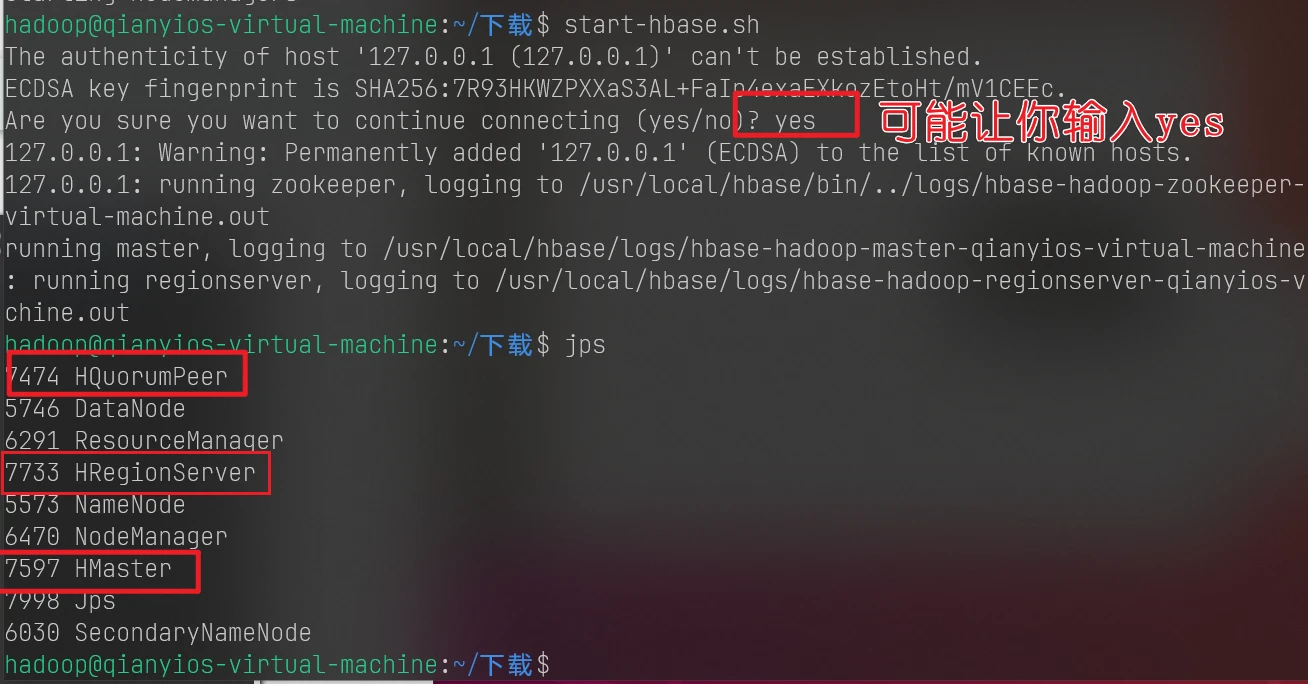 hadoop@qianyios-virtual-machine:~/下载$ start-hbase.sh
The authenticity of host '127.0.0.1 (127.0.0.1)' can't be established.
ECDSA key fingerprint is
Are you sure you want to continue connecting (yes/no)? yes
可能让你输入yes
127.0.0.1: Warning: Permanently added '127.0.0.1' (ECDSA) to the list of known hosts.
127.0.0.1: running zookeeper, logging to /usr/local/hbase/bin/../logs/hbase-hadoop-zookeeper-
virtual-machine.out
running master, logging to /usr/local/hbase/logs/hbase-hadoop-master-qianyios-virtual-machine
: running regionserver, logging to /usr/local/hbase/logs/hbase-hadoop-regionserver-qianyios-v
chine.out
hadoop@qianyios-virtual-machine:~/下载$ jps
7474 HQuorumPeer
5746 DataNode
6291 ResourceManager
7733 HRegionServer
5573 NameNode
6470 NodeManager
7597 HMaster
7998 Jps
6030 SecondaryNameNode
hadoop@qianyios-virtual-machine:~/下载$